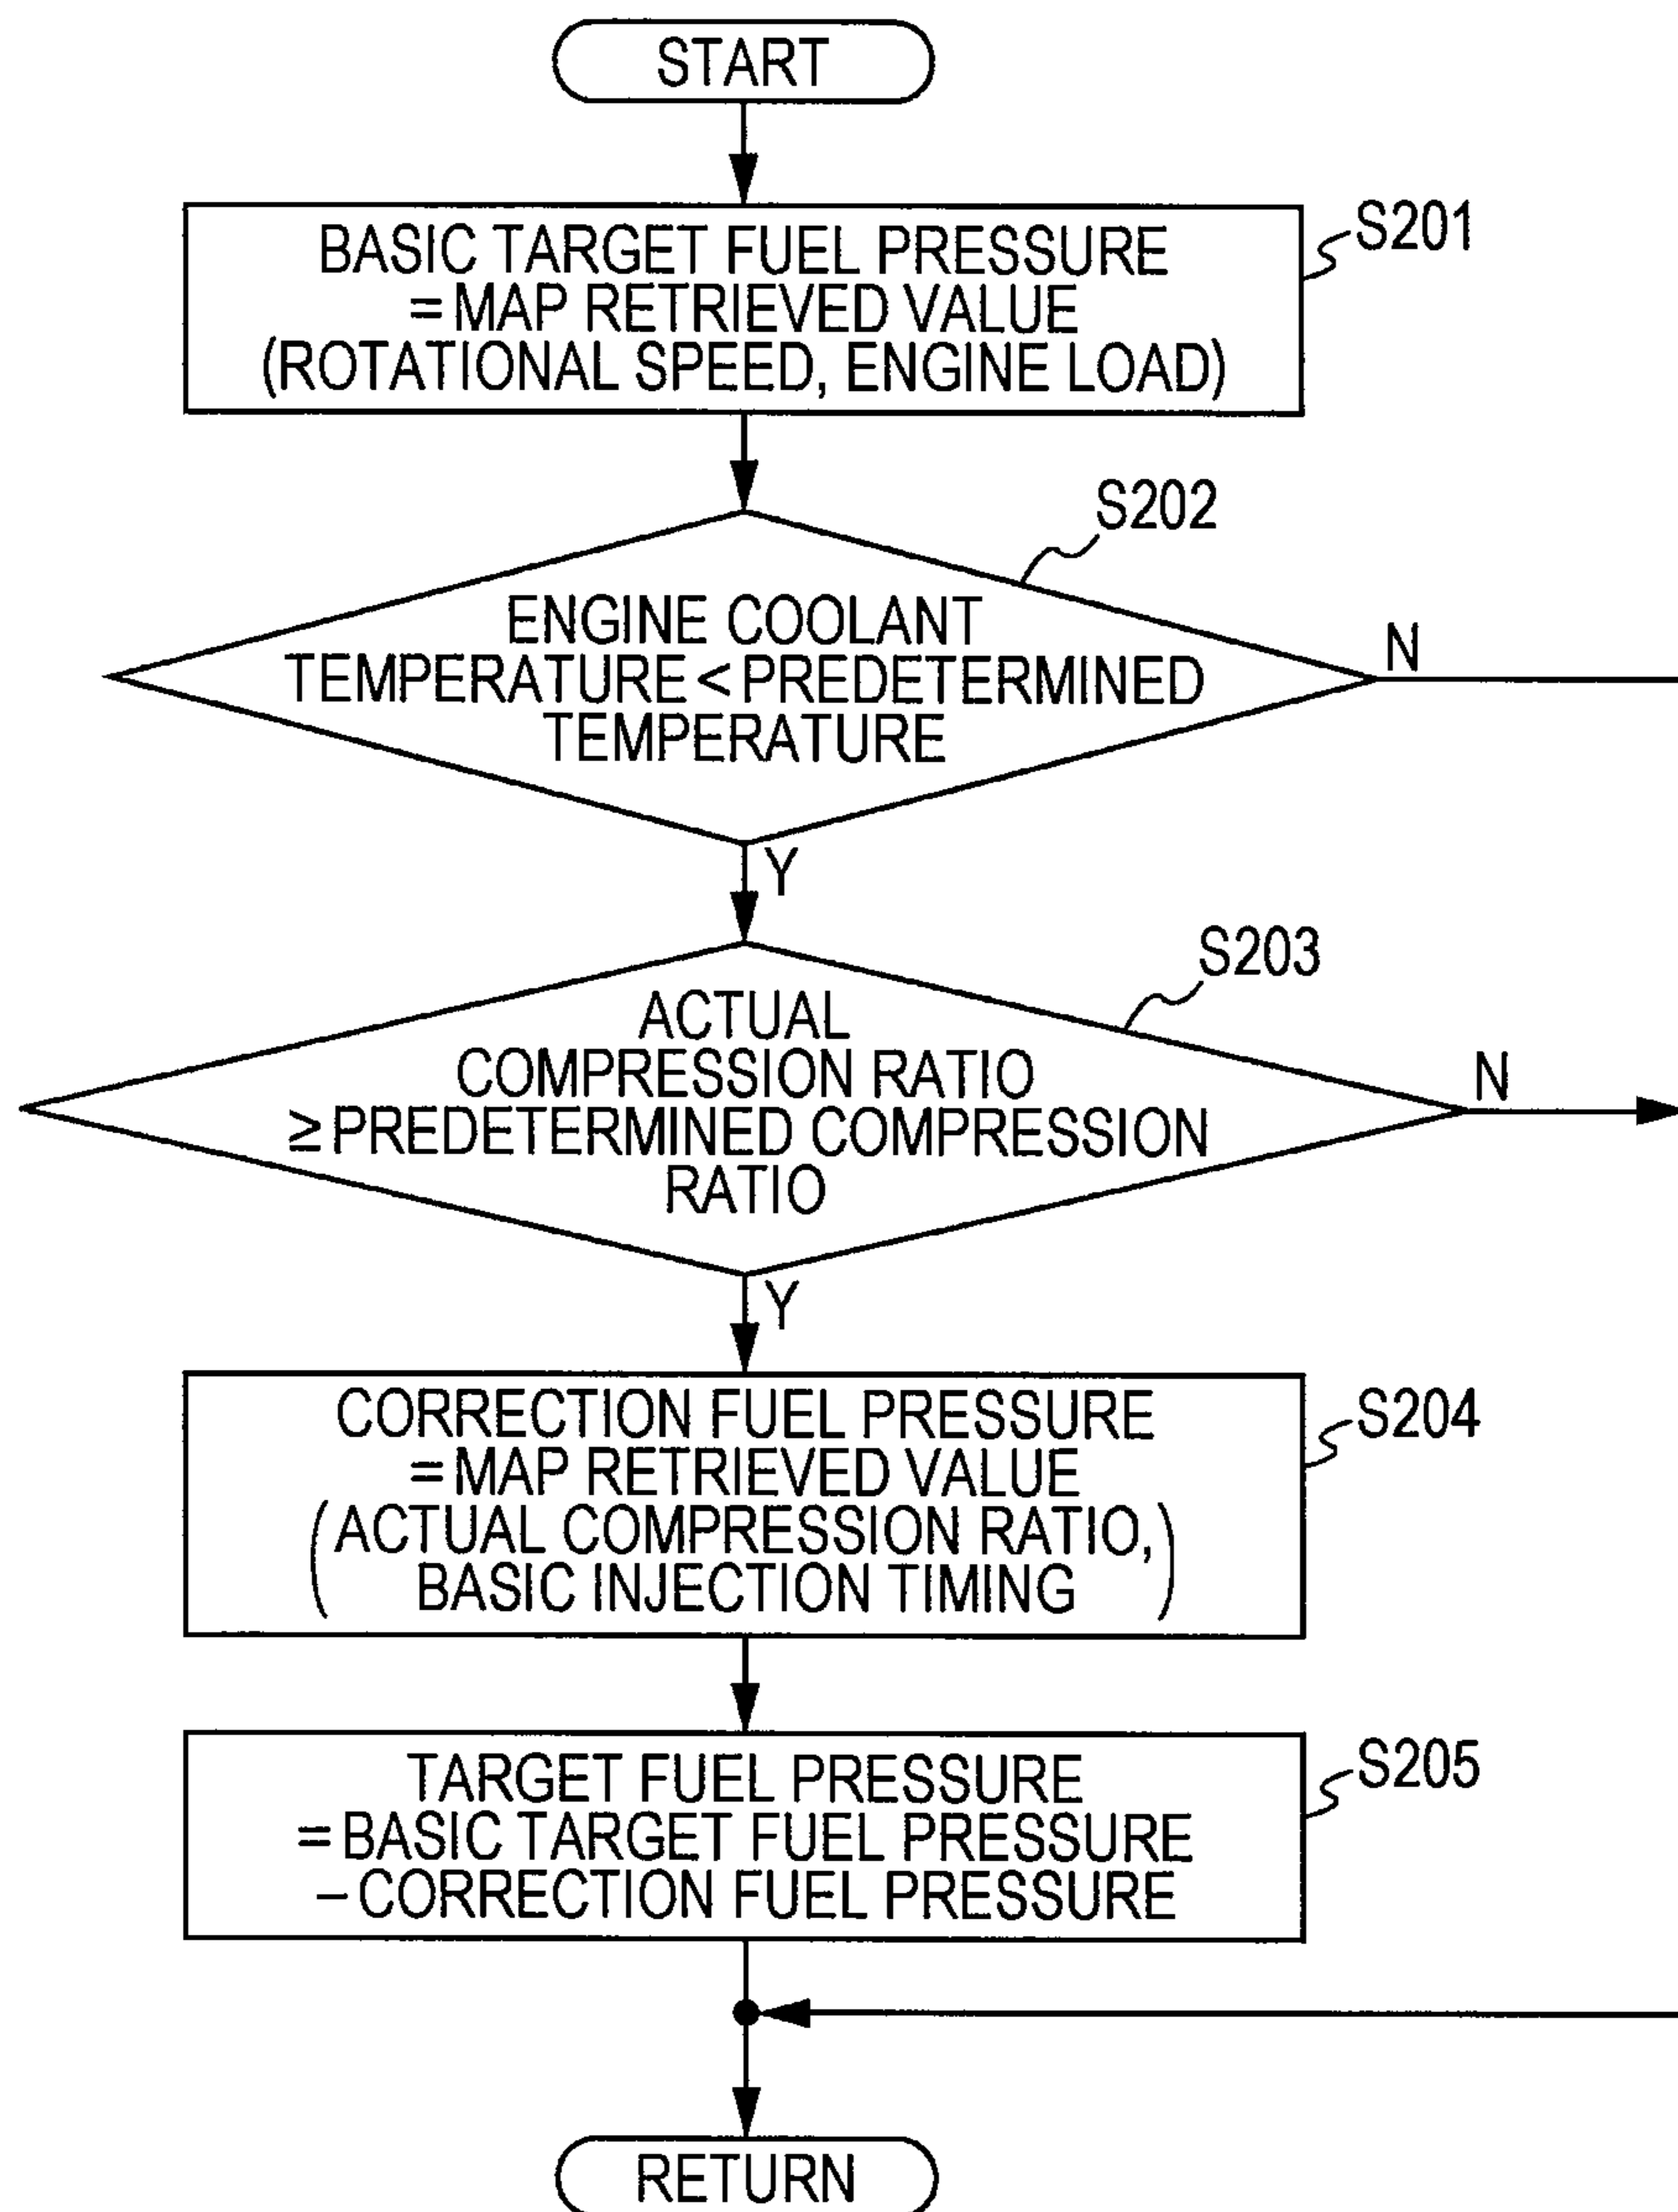 START
BASIC TARGET FUEL PRESSURE
=MAP RETRIEVED VALUE
(ROTATIONAL SPEED, ENGINE LOAD)
S201
S202
ENGINE COOLANT
TEMPERATURE<PREDETERMINED
TEMPERATURE
N
Y
S203
ACTUAL
COMPRESSION RATIO
≥PREDETERMINED COMPRESSION
RATIO
N
Y
CORRECTION FUEL PRESSURE
=MAP RETRIEVED VALUE
(ACTUAL COMPRESSION RATIO,
BASIC INJECTION TIMING)
S204
TARGET FUEL PRESSURE
=BASIC TARGET FUEL PRESSURE
–CORRECTION FUEL PRESSURE
S205
RETURN